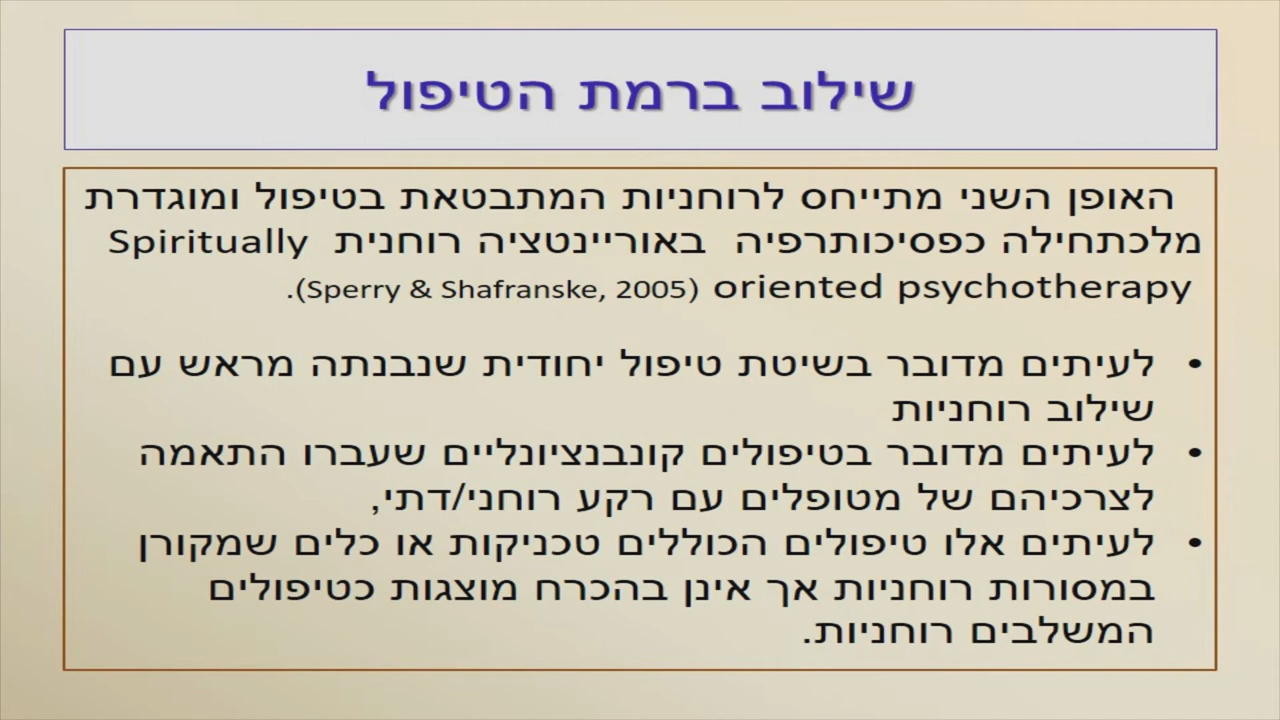 שילוב ברמת הטיפול
האופן השני מתייחס לרוחניות המתבטאת בטיפול ומוגדרת
מלכתחילה כפסיכותרפיה באוריינטציה רוחנית Spiritually
oriented psychotherapy (Sperry & Shafranske, 2005).
• לעיתים מדובר בשיטת טיפול יחודית שנבנתה מראש עם
שילוב רוחניות
• לעיתים מדובר בטיפולים קונבנציונליים שעברו התאמה
לצרכיהם של מטופלים עם רקע רוחני/דתי,
• לעיתים אלו טיפולים הכוללים טכניקות או כלים שמקורן
במסורות רוחניות אך אינן בהכרח מוצגות כטיפולים
המשלבים רוחניות.